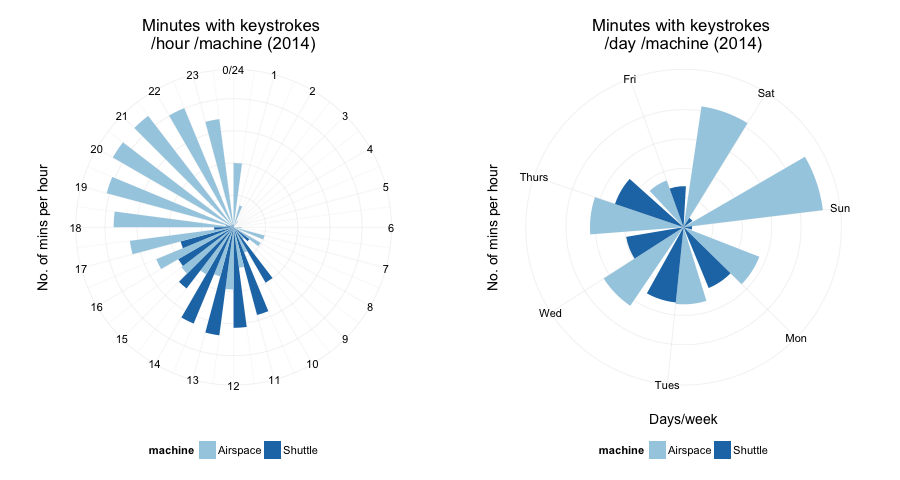 Minutes with keystrokes
/hour /machine (2014)
No. of mins per hour
0/24
1
2
3
4
5
6
7
8
9
10
11
12
13
14
15
16
17
18
19
20
21
22
23
machine Airspace Shuttle
Minutes with keystrokes
/day /machine (2014)
No. of mins per hour
Fri
Sat
Sun
Mon
Tues
Wed
Thurs
Days/week
machine Airspace Shuttle